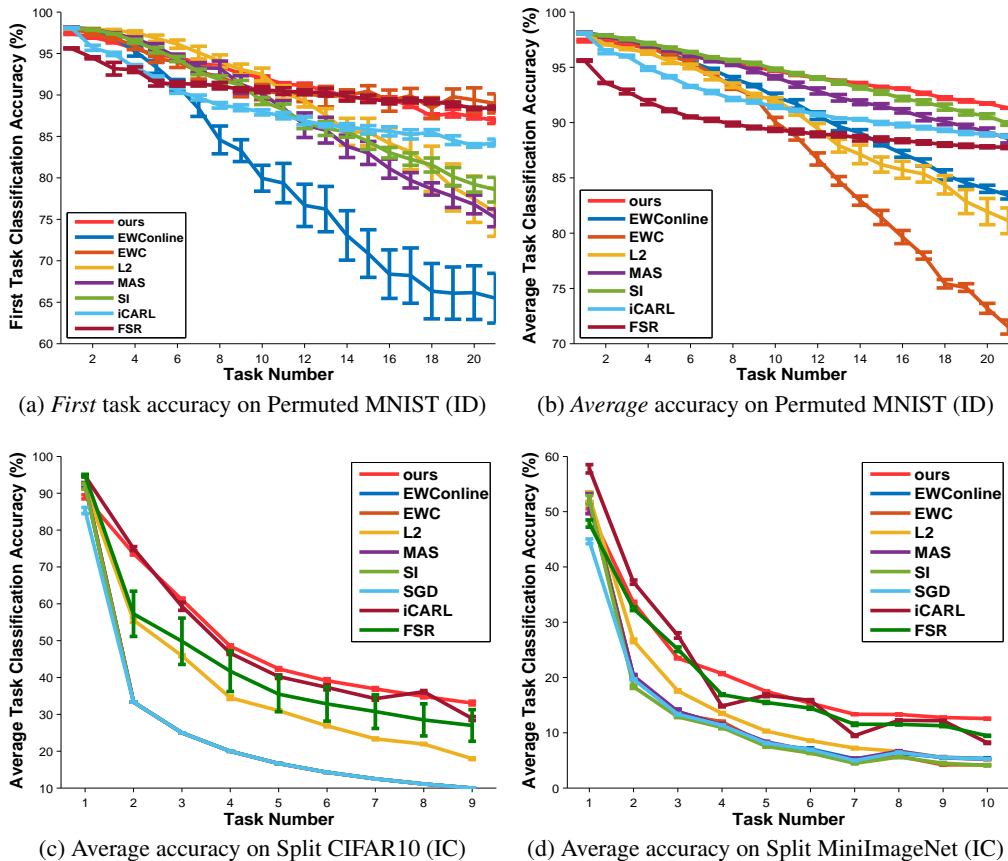 First Task Classification Accuracy (%)
100
95
90
85
80
75
70
65
60
ours
EWConline
EWC
L2
MAS
SI
iCARL
FSR
2 4 6 8 10 12 14 16 18 20
Task Number
(a) First task accuracy on Permuted MNIST (ID)
Average Task Classification Accuracy (%)
100
95
90
85
80
75
70
ours
EWConline
EWC
L2
MAS
SI
iCARL
FSR
2 4 6 8 10 12 14 16 18 20
Task Number
(b) Average accuracy on Permuted MNIST (ID)
Average Task Classification Accuracy (%)
100
90
80
70
60
50
40
30
20
10
ours
EWConline
EWC
L2
MAS
SI
SGD
iCARL
FSR
1 2 3 4 5 6 7 8 9
Task Number
(c) Average accuracy on Split CIFAR10 (IC)
Average Task Classification Accuracy (%)
60
50
40
30
20
10
0
ours
EWConline
EWC
L2
MAS
SI
SGD
iCARL
FSR
1 2 3 4 5 6 7 8 9 10
Task Number
(d) Average accuracy on Split MiniImageNet (IC)